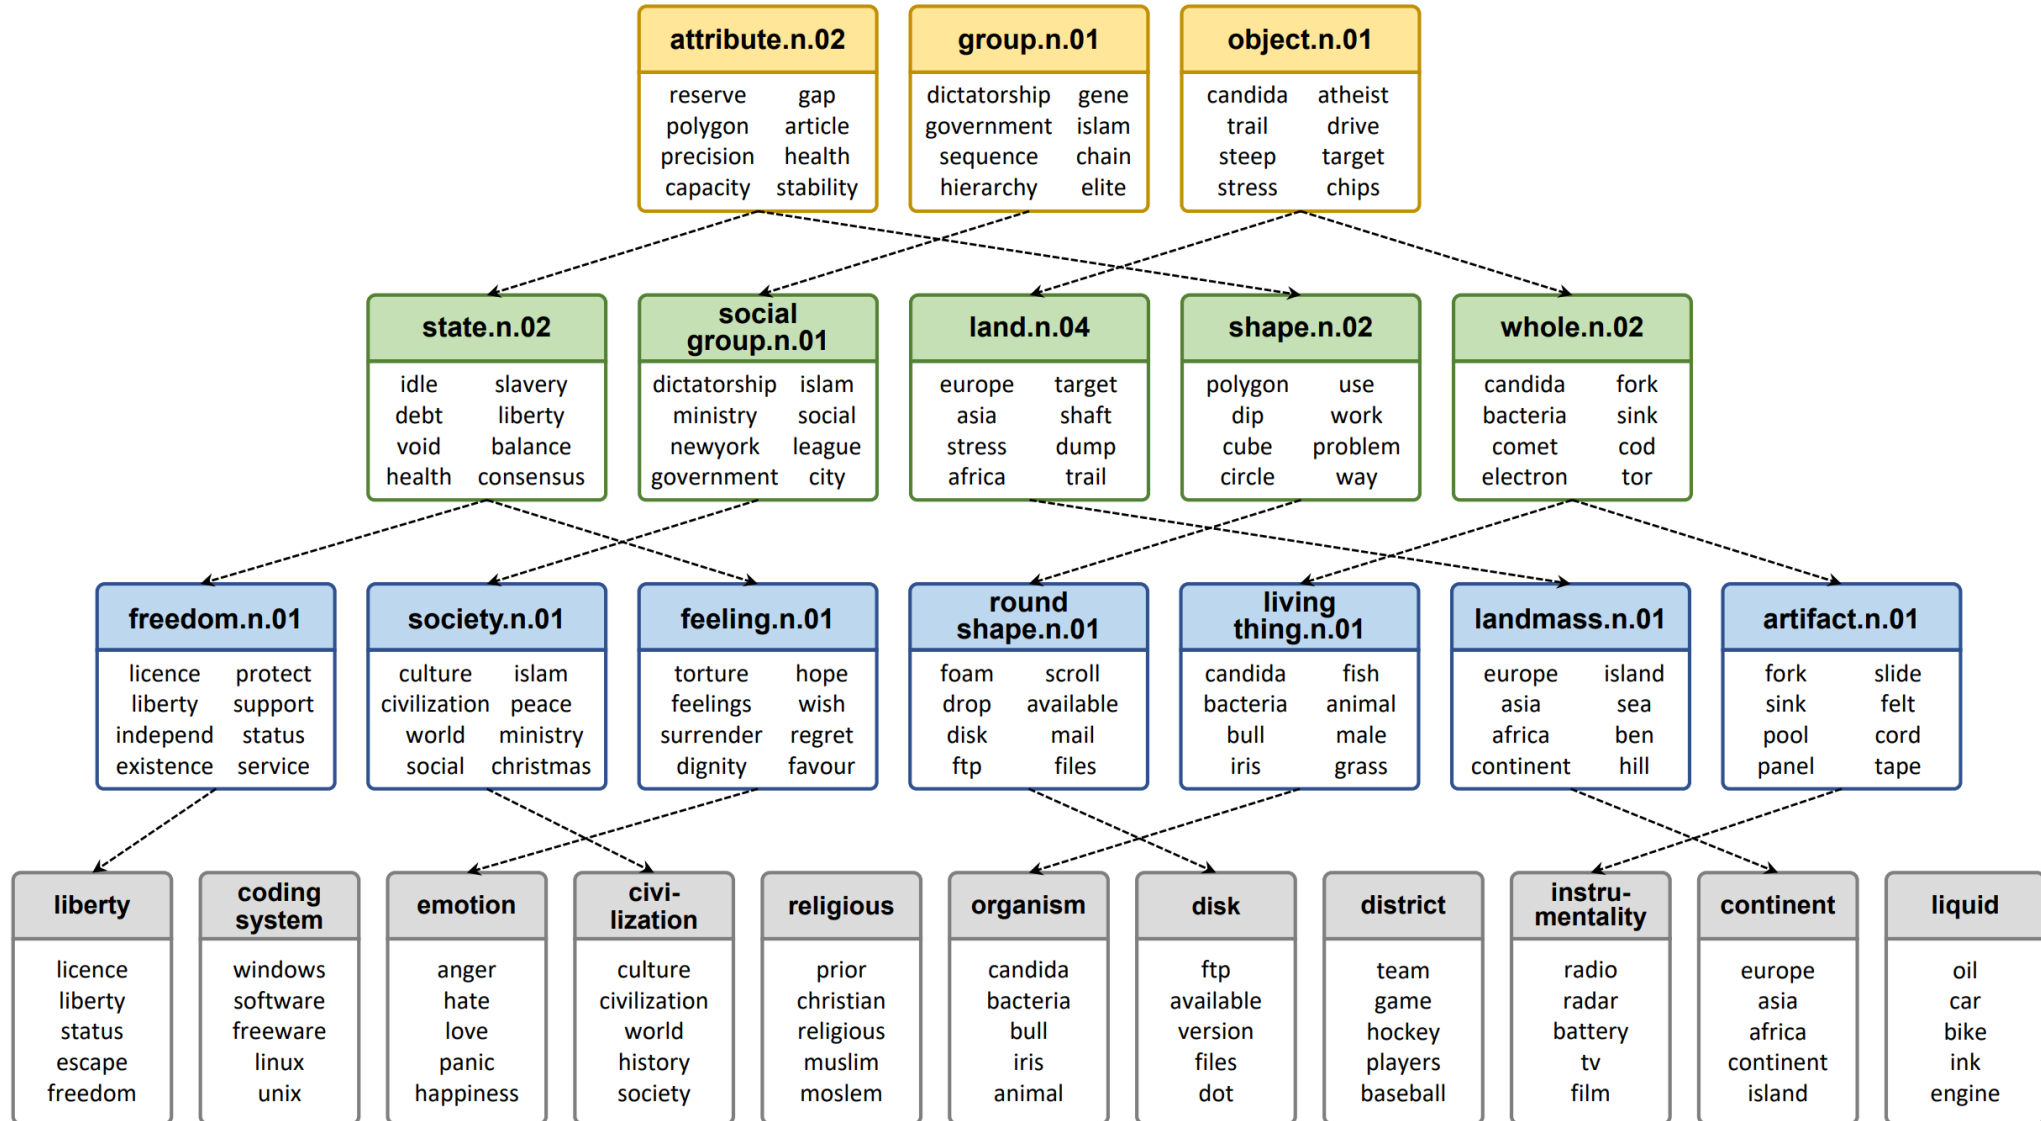 attribute.n.02
reserve gap
polygon article
precision health
capacity stability
group.n.01
dictatorship gene
government islam
sequence chain
hierarchy elite
object.n.01
candida atheist
trail drive
steep target
stress chips
state.n.02
idle slavery
debt liberty
void balance
health consensus
social
group.n.01
dictatorship islam
ministry social
newyork league
government city
land.n.04
europe target
asia shaft
stress dump
africa trail
shape.n.02
polygon use
dip work
cube problem
circle way
whole.n.02
candida fork
bacteria sink
comet cod
electron tor
freedom.n.01
licence protect
liberty support
independ status
existence service
society.n.01
culture islam
civilization peace
world ministry
social christmas
feeling.n.01
torture hope
feelings wish
surrender regret
dignity favour
round
shape.n.01
foam scroll
drop available
disk mail
ftp files
living
thing.n.01
candida fish
bacteria animal
bull male
iris grass
landmass.n.01
europe island
asia sea
africa ben
continent hill
artifact.n.01
fork slide
sink felt
pool cord
panel tape
liberty
licence
liberty
status
escape
freedom
coding
system
windows
software
freeware
linux
unix
emotion
anger
hate
love
panic
happiness
civi-
lization
culture
civilization
world
history
society
religious
prior
christian
religious
muslim
moslem
organism
candida
bacteria
bull
iris
animal
disk
ftp
available
version
files
dot
district
team
game
hockey
players
baseball
instru-
mentality
radio
radar
battery
tv
film
continent
europe
asia
africa
continent
island
liquid
oil
car
bike
ink
engine